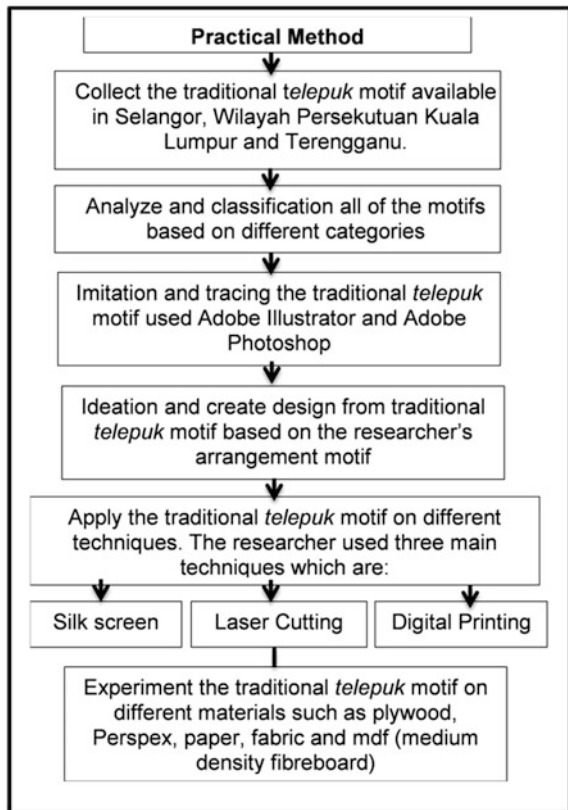 Practical Method
Collect the traditional telepuk motif available
in Selangor, Wilayah Persekutuan Kuala
Lumpur and Terengganu.
Analyze and classification all of the motifs
based on different categories
Imitation and tracing the traditional telepuk
motif used Adobe Illustrator and Adobe
Photoshop
Ideation and create design from traditional
telepuk motif based on the researcher's
arrangement motif
Apply the traditional telepuk motif on different
techniques. The researcher used three main
techniques which are:
Silk screen
Laser Cutting
Digital Printing
Experiment the traditional telepuk motif on
different materials such as plywood,
Perspex, paper, fabric and mdf (medium
density fibreboard)